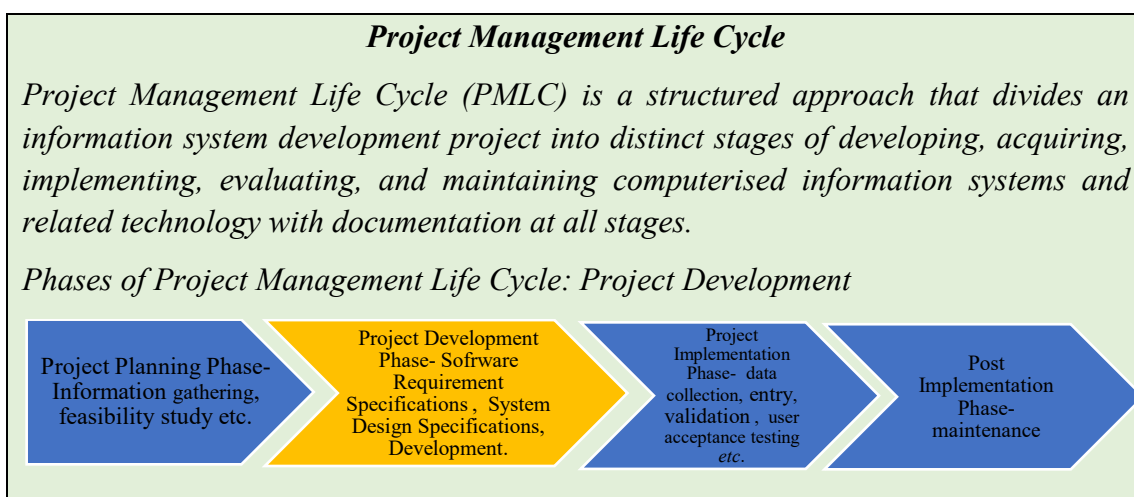 Project Management Life Cycle
Project Management Life Cycle (PMLC) is a structured approach that divides an
information system development project into distinct stages of developing, acquiring,
implementing, evaluating, and maintaining computerised information systems and
related technology with documentation at all stages.
Phases of Project Management Life Cycle: Project Development
Project Planning Phase-
Information gathering,
feasibility study etc.
Project Development
Phase- Sofrware
Requirement
Specifications , System
Design Specifications,
Development.
Project
Implementation
Phase- data
collection, entry,
validation , user
acceptance testing
etc.
Post
Implementation
Phase-
maintenance